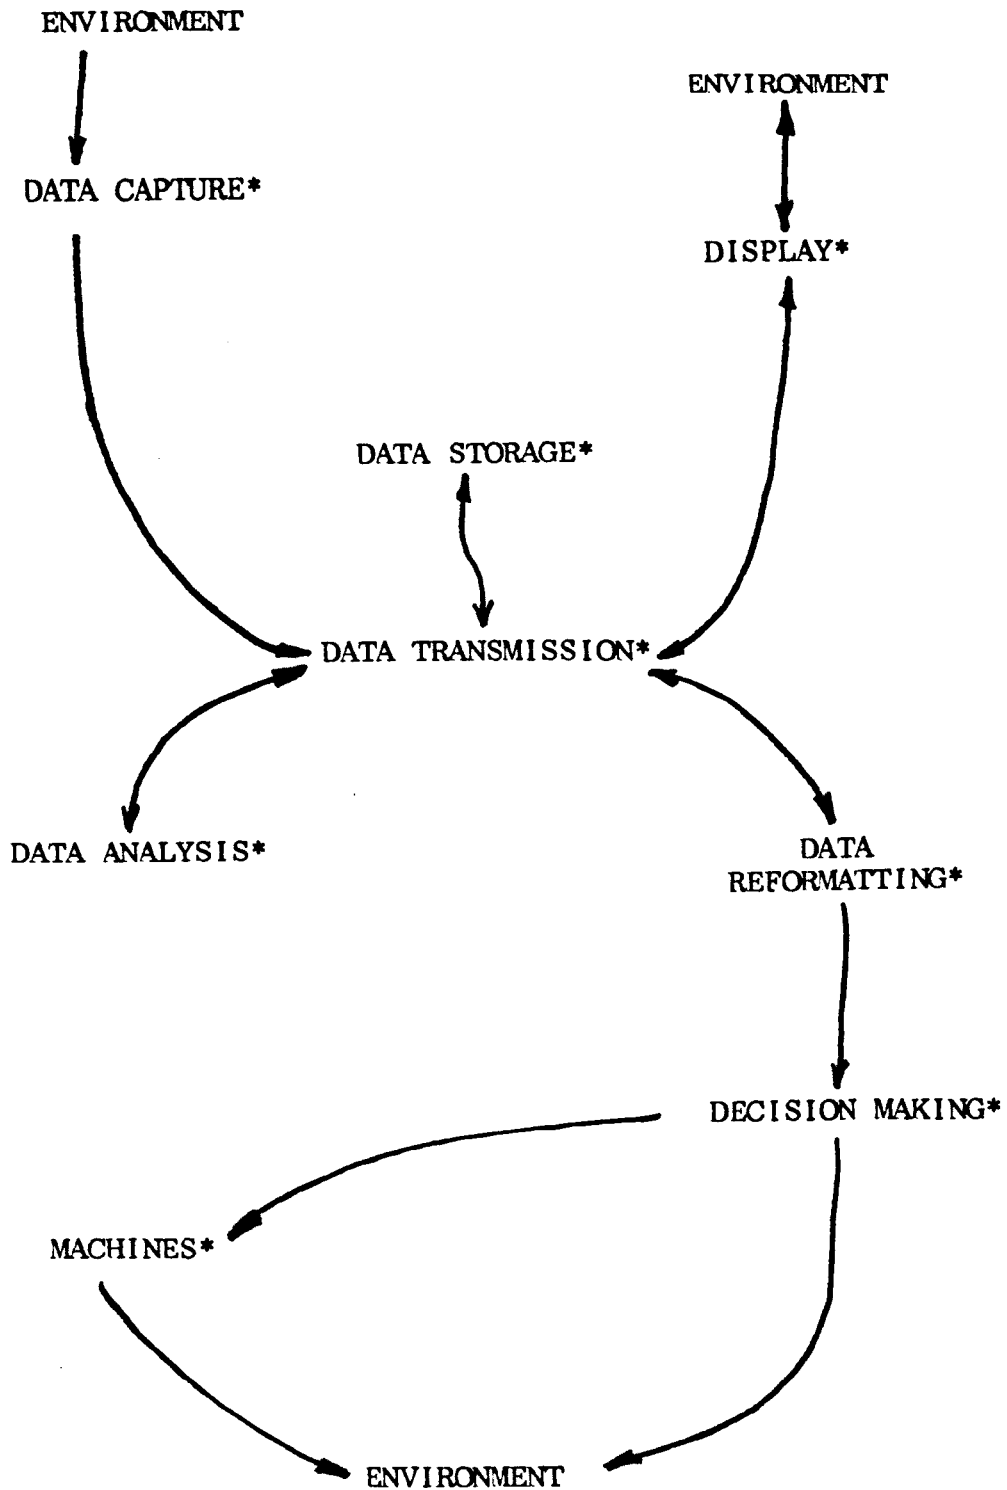 ENVIRONMENT
ENVIRONMENT
DATA CAPTURE*
DISPLAY*
DATA STORAGE*
DATA TRANSMISSION*
DATA ANALYSIS*
DATA
REFORMATTING*
DECISION MAKING*
MACHINES*
ENVIRONMENT